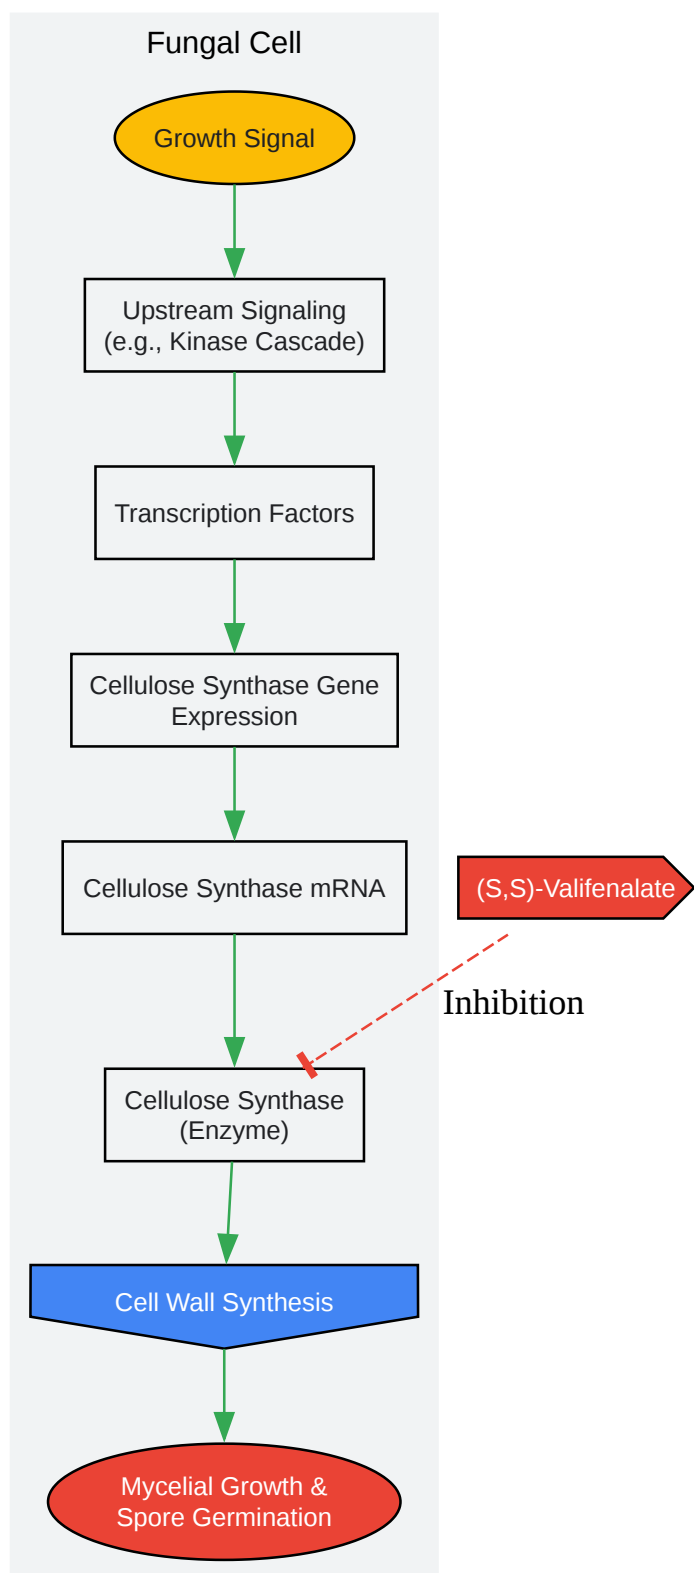 Fungal Cell
Growth Signal
Upstream Signaling
(e.g., Kinase Cascade)
Transcription Factors
Cellulose Synthase Gene
Expression
Cellulose Synthase mRNA
(S,S)-Valifenalate
Inhibition
Cellulose Synthase
(Enzyme)
Cell Wall Synthesis
Mycelial Growth &
Spore Germination